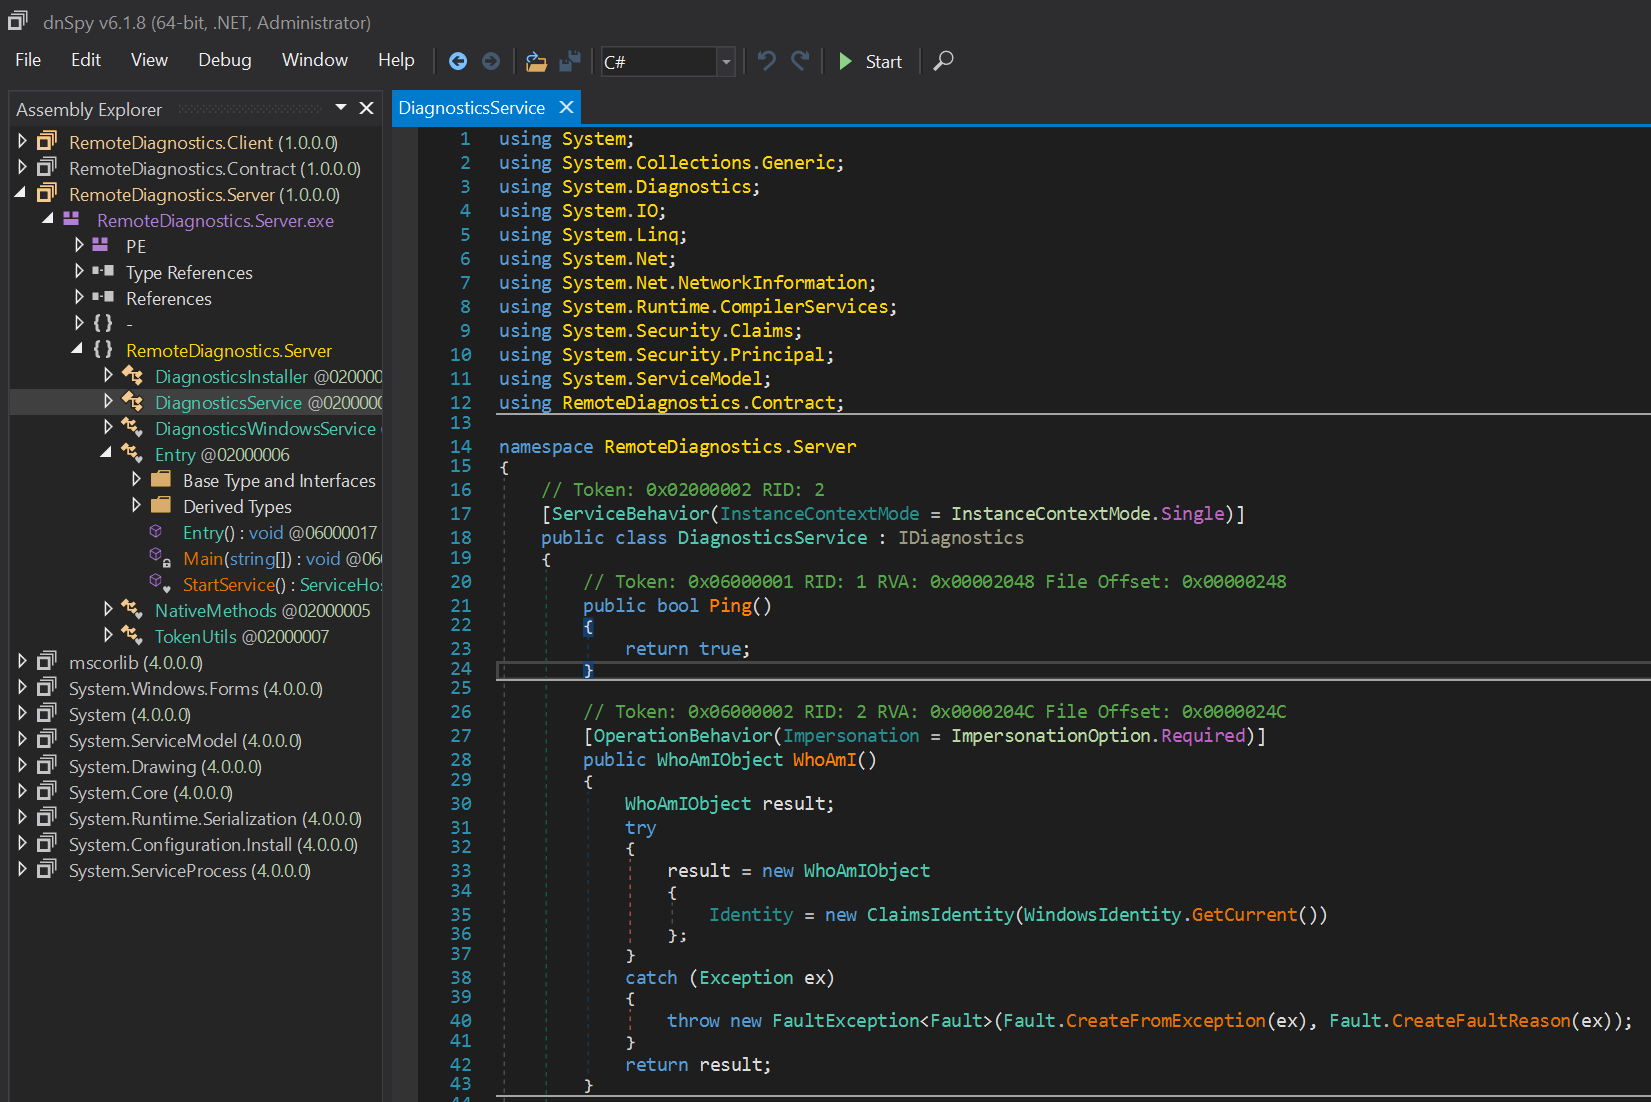 dnSpy v6.1.8 (64-bit, .NET, Administrator)
File Edit View Debug Window Help C# Start
Assembly Explorer
RemoteDiagnostics.Client (1.0.0.0)
RemoteDiagnostics.Contract (1.0.0.0)
RemoteDiagnostics.Server (1.0.0.0)
RemoteDiagnostics.Server.exe
PE
Type References
References
{ } -
{ } RemoteDiagnostics.Server
DiagnosticsInstaller @020000
DiagnosticsService @0200000
DiagnosticsWindowsService
Entry @02000006
Base Type and Interfaces
Derived Types
Entry() : void @06000017
Main(string[]) : void @060
StartService() : ServiceHos
NativeMethods @02000005
TokenUtils @02000007
mscorlib (4.0.0.0)
System.Windows.Forms (4.0.0.0)
System (4.0.0.0)
System.ServiceModel (4.0.0.0)
System.Drawing (4.0.0.0)
System.Core (4.0.0.0)
System.Runtime.Serialization (4.0.0.0)
System.Configuration.Install (4.0.0.0)
System.ServiceProcess (4.0.0.0)
DiagnosticsService
1 using System;
2 using System.Collections.Generic;
3 using System.Diagnostics;
4 using System.IO;
5 using System.Linq;
6 using System.Net;
7 using System.Net.NetworkInformation;
8 using System.Runtime.CompilerServices;
9 using System.Security.Claims;
10 using System.Security.Principal;
11 using System.ServiceModel;
12 using RemoteDiagnostics.Contract;
13
14 namespace RemoteDiagnostics.Server
15 {
16 // Token: 0x02000002 RID: 2
17 [ServiceBehavior(InstanceContextMode = InstanceContextMode.Single)]
18 public class DiagnosticsService : IDiagnostics
19 {
20 // Token: 0x06000001 RID: 1 RVA: 0x00002048 File Offset: 0x00000248
21 public bool Ping()
22 {
23 return true;
24 }
25
26 // Token: 0x06000002 RID: 2 RVA: 0x0000204C File Offset: 0x0000024C
27 [OperationBehavior(Impersonation = ImpersonationOption.Required)]
28 public WhoAmIObject WhoAmI()
29 {
30 WhoAmIObject result;
31 try
32 {
33 result = new WhoAmIObject
34 {
35 Identity = new ClaimsIdentity(WindowsIdentity.GetCurrent())
36 };
37 }
38 catch (Exception ex)
39 {
40 throw new FaultException<Fault>(Fault.CreateFromException(ex), Fault.CreateFaultReason(ex));
41 }
42 return result;
43 }